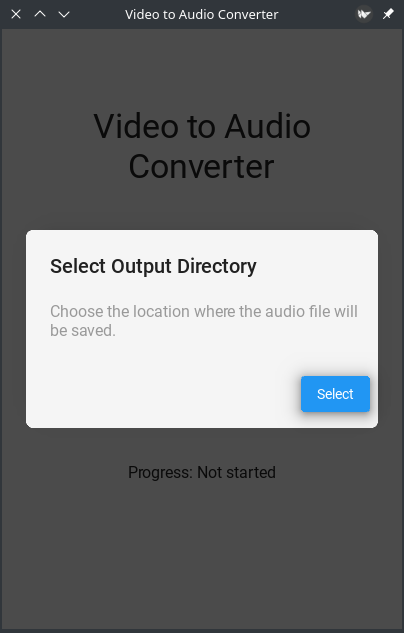 Video to Audio Converter
Video to Audio
Converter
Select Output Directory
Choose the location where the audio file will
be saved.
Select
Progress: Not started